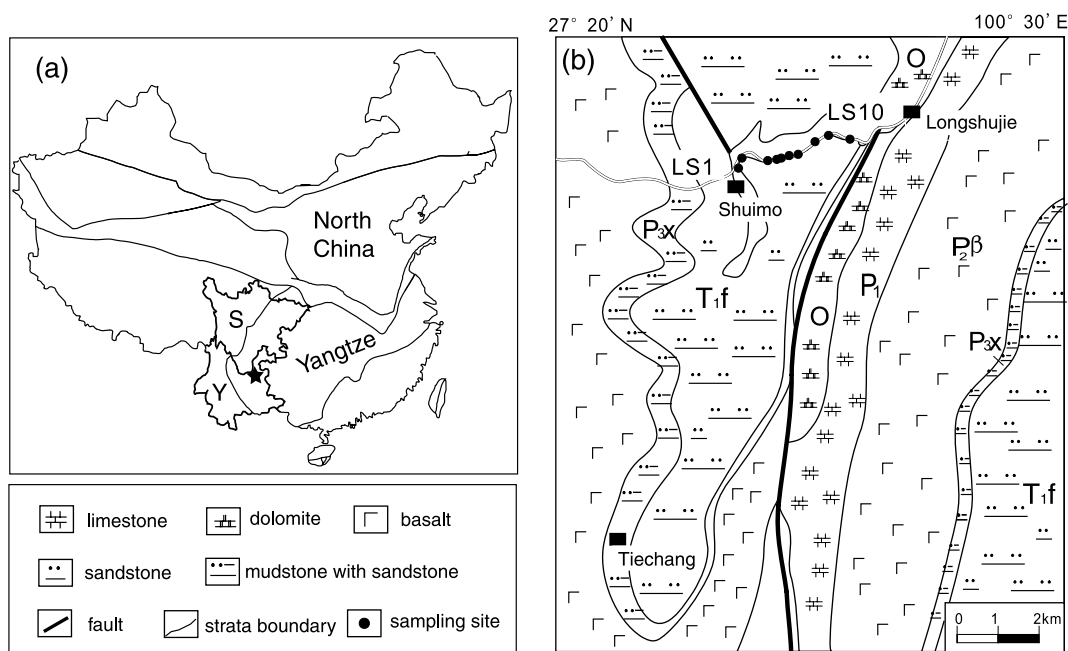 (a)
North
China
S
Yangtze
Y
limestone
dolomite
basalt
sandstone
mudstone with sandstone
fault
strata boundary
sampling site
27° 20′ N
100° 30′ E
(b)
O
LS10
Longshujie
LS1
Shuimo
P₃x
P₂β
T₁f
P₁
O
P₃x
T₁f
Tiechang
0 1 2km